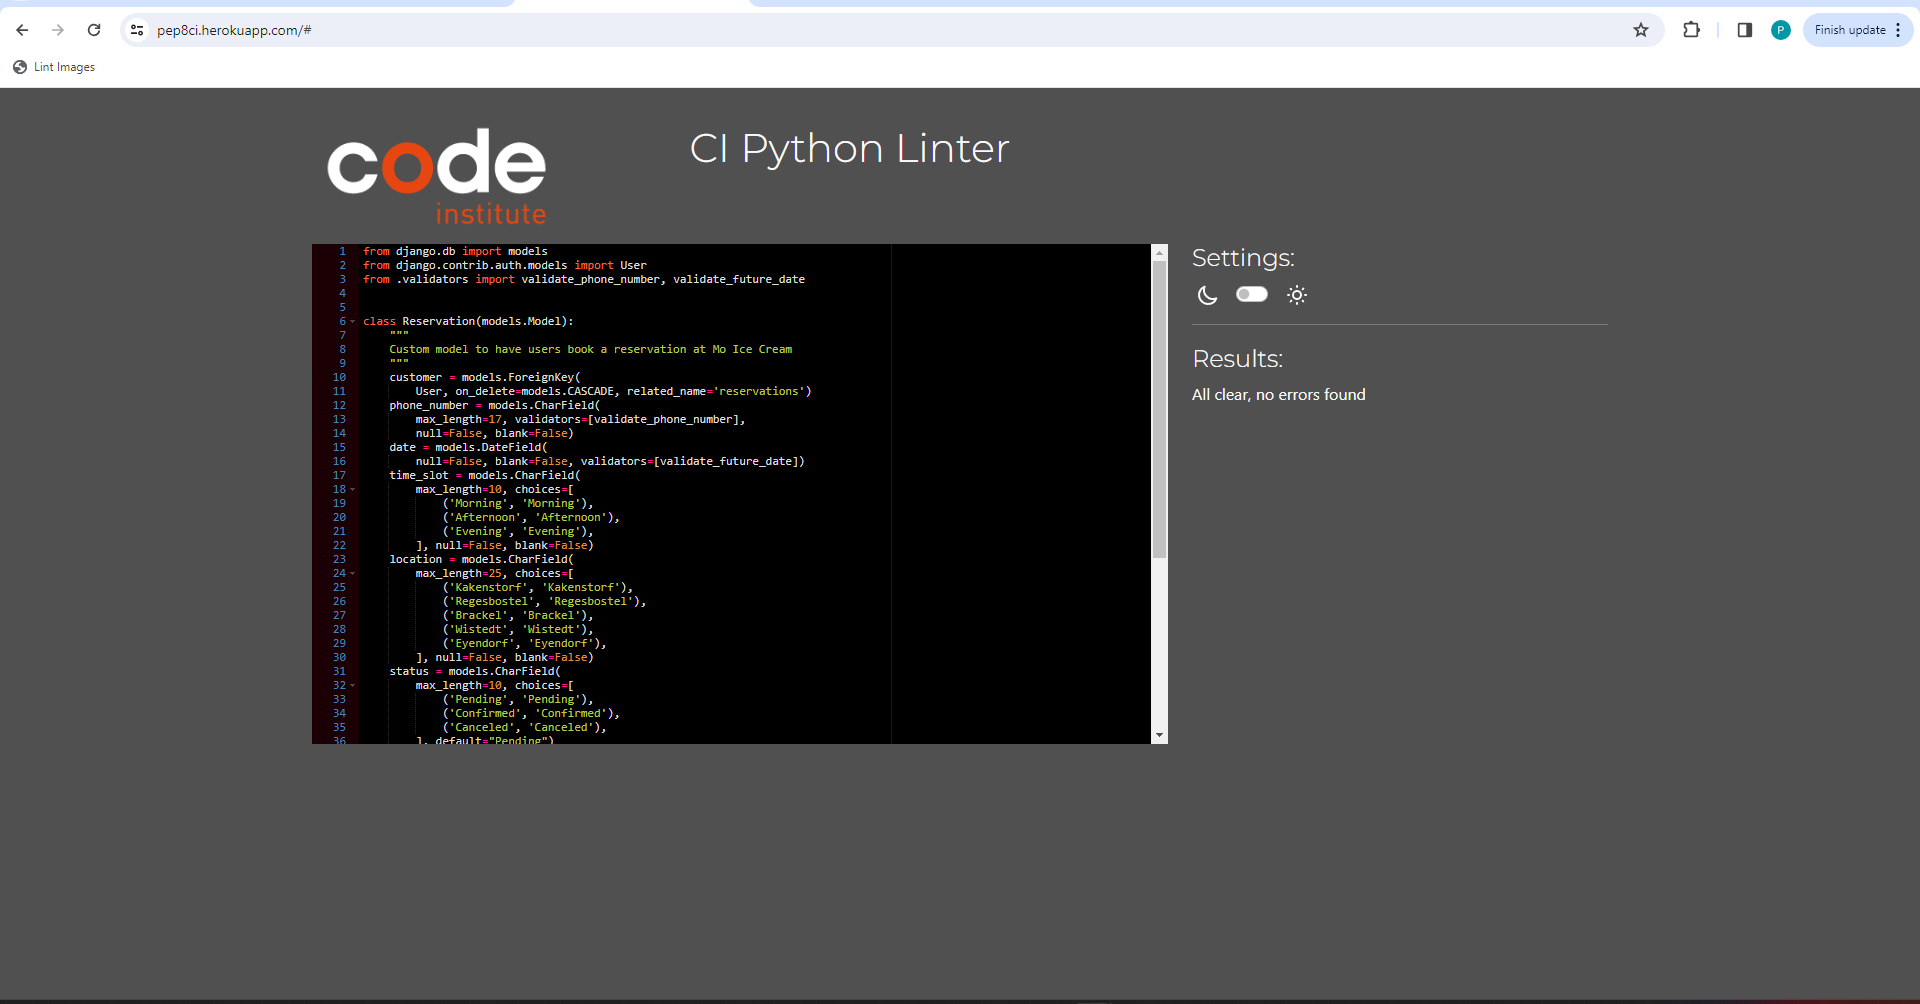 pep8ci.herokuapp.com/#
P
Finish update
Lint Images
code
institute
CI Python Linter
1 from django.db import models
2 from django.contrib.auth.models import User
3 from .validators import validate_phone_number, validate_future_date
4
5
6 class Reservation(models.Model):
7     """
8     Custom model to have users book a reservation at Mo Ice Cream
9     """
10     customer = models.ForeignKey(
11         User, on_delete=models.CASCADE, related_name='reservations')
12     phone_number = models.CharField(
13         max_length=17, validators=[validate_phone_number],
14         null=False, blank=False)
15     date = models.DateField(
16         null=False, blank=False, validators=[validate_future_date])
17     time_slot = models.CharField(
18         max_length=10, choices=[
19             ('Morning', 'Morning'),
20             ('Afternoon', 'Afternoon'),
21             ('Evening', 'Evening'),
22         ], null=False, blank=False)
23     location = models.CharField(
24         max_length=25, choices=[
25             ('Kakenstorf', 'Kakenstorf'),
26             ('Regesbostel', 'Regesbostel'),
27             ('Brackel', 'Brackel'),
28             ('Wistedt', 'Wistedt'),
29             ('Eyendorf', 'Eyendorf'),
30         ], null=False, blank=False)
31     status = models.CharField(
32         max_length=10, choices=[
33             ('Pending', 'Pending'),
34             ('Confirmed', 'Confirmed'),
35             ('Canceled', 'Canceled'),
36         ], default="Pending")
Settings:
Results:
All clear, no errors found